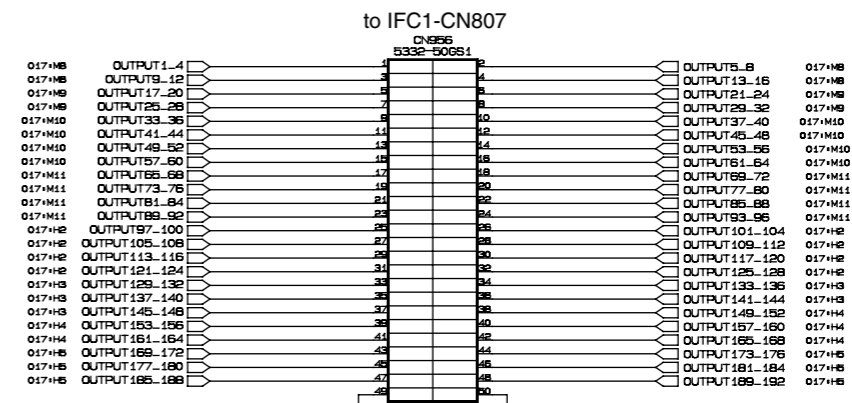 to IFC1-CN807
CN956
5332-50GS1
017:M8 OUTPUT1_4 1 2 OUTPUT5_8 017:M8
017:M8 OUTPUT9_12 3 4 OUTPUT13_16 017:M8
017:M9 OUTPUT17_20 5 6 OUTPUT21_24 017:M9
017:M9 OUTPUT25_28 7 8 OUTPUT29_32 017:M9
017:M10 OUTPUT33_36 9 10 OUTPUT37_40 017:M10
017:M10 OUTPUT41_44 11 12 OUTPUT45_48 017:M10
017:M10 OUTPUT49_52 13 14 OUTPUT53_56 017:M10
017:M10 OUTPUT57_60 15 16 OUTPUT61_64 017:M10
017:M11 OUTPUT65_68 17 18 OUTPUT69_72 017:M11
017:M11 OUTPUT73_76 19 20 OUTPUT77_80 017:M11
017:M11 OUTPUT81_84 21 22 OUTPUT85_88 017:M11
017:M11 OUTPUT89_92 23 24 OUTPUT93_96 017:M11
017:H2 OUTPUT97_100 25 26 OUTPUT101_104 017:H2
017:H2 OUTPUT105_108 27 28 OUTPUT109_112 017:H2
017:H2 OUTPUT113_116 29 30 OUTPUT117_120 017:H2
017:H2 OUTPUT121_124 31 32 OUTPUT125_128 017:H2
017:H3 OUTPUT129_132 33 34 OUTPUT133_136 017:H3
017:H3 OUTPUT137_140 35 36 OUTPUT141_144 017:H3
017:H3 OUTPUT145_148 37 38 OUTPUT149_152 017:H4
017:H4 OUTPUT153_156 39 40 OUTPUT157_160 017:H4
017:H4 OUTPUT161_164 41 42 OUTPUT165_168 017:H4
017:H5 OUTPUT169_172 43 44 OUTPUT173_176 017:H5
017:H5 OUTPUT177_180 45 46 OUTPUT181_184 017:H5
017:H5 OUTPUT185_188 47 48 OUTPUT189_192 017:H5
49 50